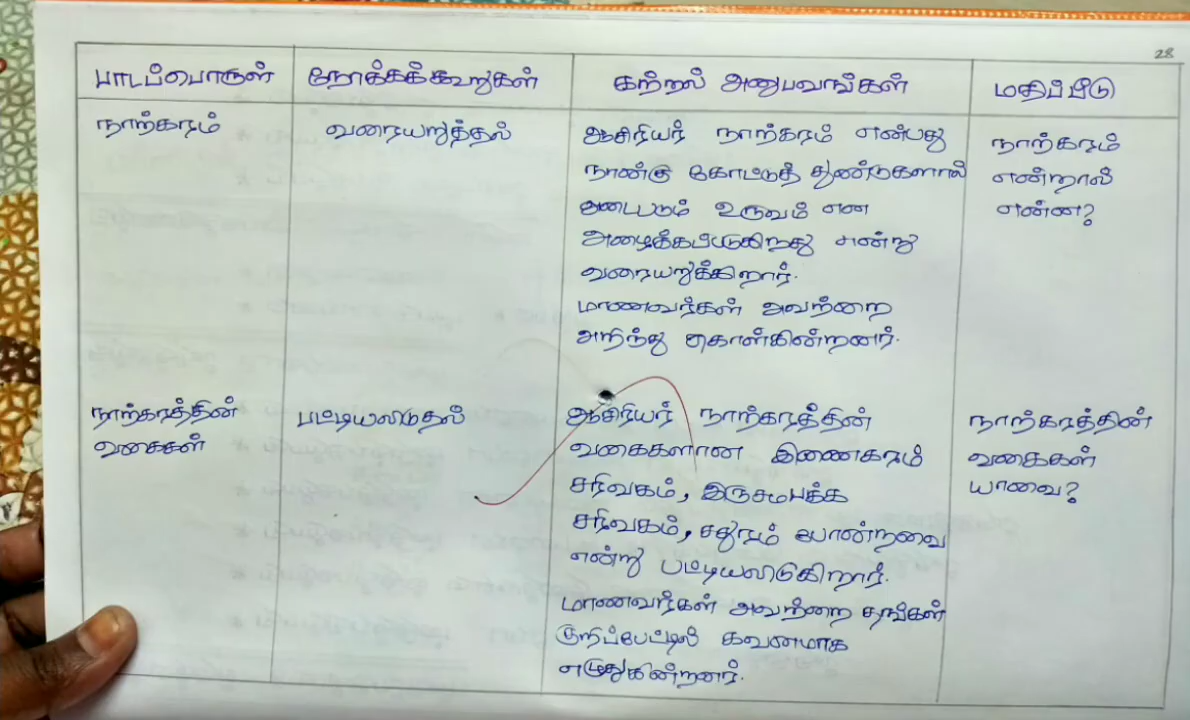 28
பாடப்பொருள் நோக்கக்கூறுகள் கற்றல் அனுபவங்கள் மதிப்பீடு
நாற்கரம் வரையறுத்தல் ஆசிரியர் நாற்கரம் என்பது நாற்கரம்
நான்கு கோட்டுத் துண்டுகளால் என்றால்
அடைபடும் உருவம் என என்ன?
அழைக்கப்படுகிறது என்று
வரையறுக்கிறார்.
மாணவர்கள் அவற்றை
அறிந்து கொள்கின்றனர்.
நாற்கரத்தின் பட்டியலிடுதல் ஆசிரியர் நாற்கரத்தின் நாற்கரத்தின்
வகைகள் வகைகளான இணைகரம் வகைகள்
சரிவகம், இருசமபக்க யாவை?
சரிவகம், சதுரம் போன்றவை
என்று பட்டியலிடுகிறார்.
மாணவர்கள் அவற்றை தங்கள்
குறிப்பேட்டில் கவனமாக
எழுதுகின்றனர்.